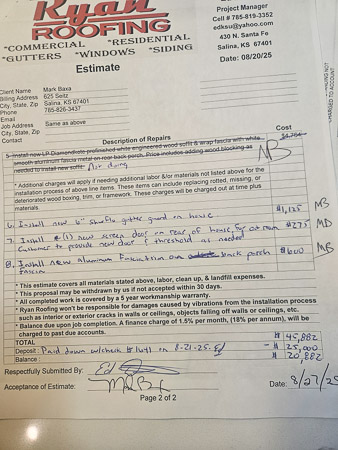 Ryan
ROOFING
*COMMERCIAL *RESIDENTIAL
*GUTTERS *WINDOWS *SIDING
Estimate
Project Manager
Cell # 785-819-3352
edksu@yahoo.com
430 N. Santa Fe
Salina, KS 67401
Date: 08/20/25
Client Name Mark Baxa
Billing Address 625 Seitz
City, State, Zip Salina, KS 67401
Phone 785-826-3437
Email
Job Address Same as above
City, State, Zip
Contact
Description of Repairs Cost
5. Install new LP Diamondkote prefinished white engineered wood soffit & wrap fascia with white $4,764
smooth aluminum fascia metal on rear back porch. Price includes adding wood blocking as
needed to install new soffit.
MB
* Additional charges will apply if needing additional labor &/or materials not listed above for the
installation process of above line items. These items can include replacing rotted, missing, or
deteriorated wood boxing, trim, or framework. These charges will be charged out at time plus
materials.
6. Install new 6" gutter guard on house $1,125 MB
7. Install (1) new screen door on rear of house $275
Customer to provide new door & threshold as needed
8. Install new Aluminum Fascia on back porch $600 MB
Fascia
* This estimate covers all materials stated above, labor, clean up, & landfill expenses.
* This proposal may be withdrawn by us if not accepted within 30 days.
* All completed work is covered by a 5 year workmanship warranty.
* Ryan Roofing won't be responsible for damages caused by vibrations from the installation process
such as interior or exterior cracks in walls or ceilings, objects falling off walls or ceilings, etc.
* Balance due upon job completion. A finance charge of 1.5% per month, (18% per annum), will be
charged to past due accounts.
TOTAL $ 45,882
Deposit: Paid down w/check on 8-21-25 Ed - $ 25,000
Balance: $ 20,882
Respectfully Submitted By: Ed
Acceptance of Estimate: Date: 8/27/25
Page 2 of 2
CHARGED TO ACCOUNT